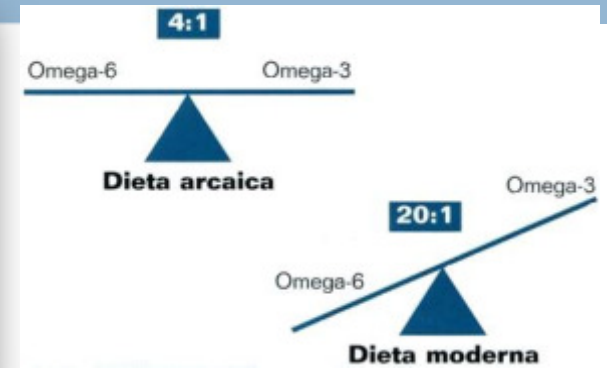 4:1
Omega-6 Omega-3
Dieta arcaica
Omega-3
20:1
Omega-6
Dieta moderna